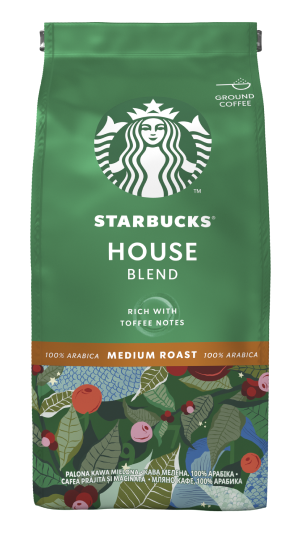 GROUND
COFFEE
™
STARBUCKS®
HOUSE
BLEND
RICH WITH
TOFFEE NOTES
100% ARABICA MEDIUM ROAST 100% ARABICA
PALONA KAWA MIELONA • КАВА МЕЛЕНА, 100% АРАБІКА •
CAFEA PRĂJITĂ ȘI MĂCINATĂ • МЛЯНО КАФЕ, 100% АРАБИКА